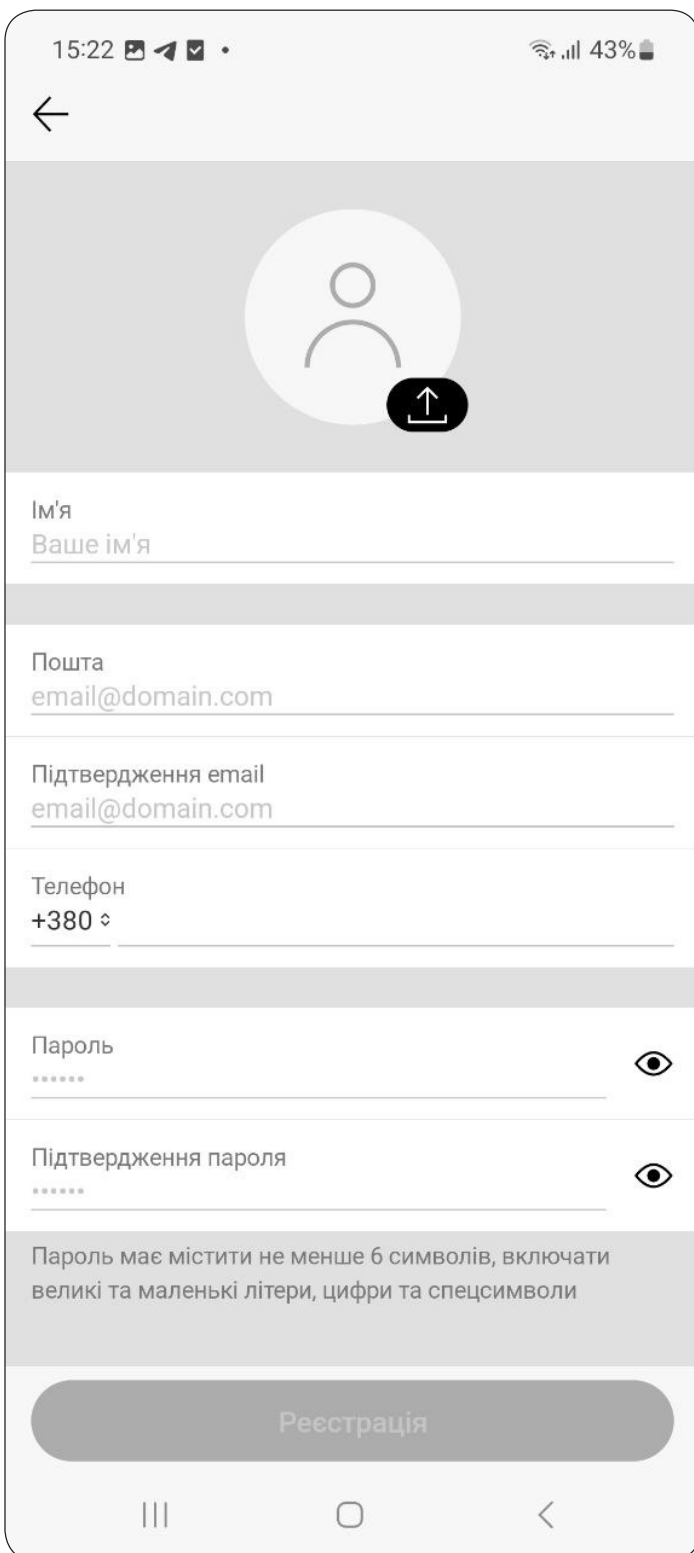 15:22
43%
Ім'я
Ваше ім'я
Пошта
email@domain.com
Підтвердження email
email@domain.com
Телефон
+380
Пароль
••••••
Підтвердження пароля
••••••
Пароль має містити не менше 6 символів, включати
великі та маленькі літери, цифри та спецсимволи
Реєстрація